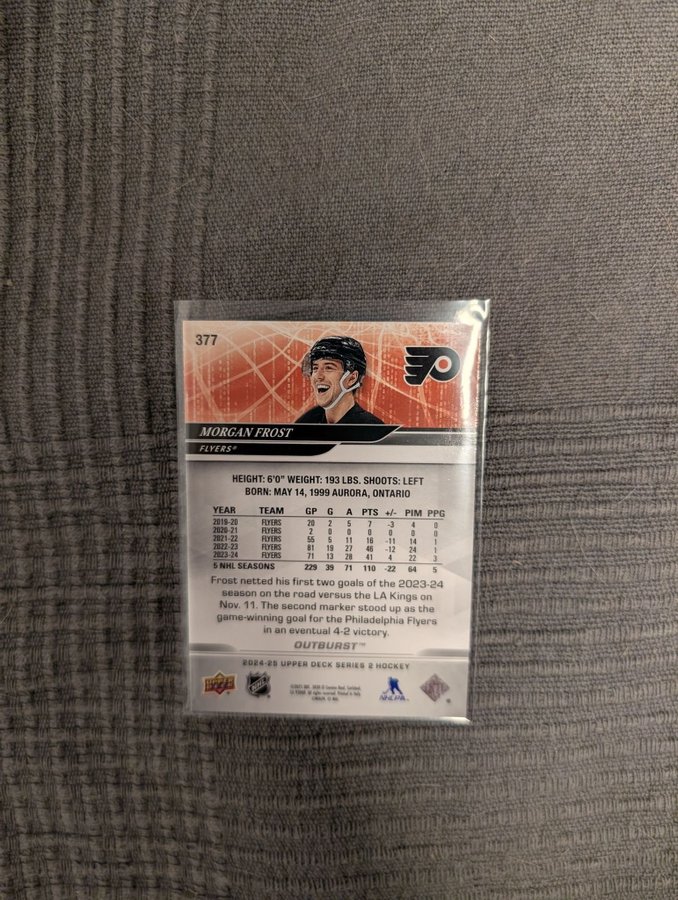 377
MORGAN FROST
FLYERS®
HEIGHT: 6'0" WEIGHT: 193 LBS. SHOOTS: LEFT
BORN: MAY 14, 1999 AURORA, ONTARIO
YEAR TEAM GP G A PTS +/- PIM PPG
2019-20 FLYERS 20 2 5 7 -3 4 0
2020-21 FLYERS 2 0 0 0 0 0 0
2021-22 FLYERS 55 5 11 16 -11 14 1
2022-23 FLYERS 81 19 27 46 -12 24 1
2023-24 FLYERS 71 13 28 41 4 22 3
5 NHL SEASONS 229 39 71 110 -22 64 5
Frost netted his first two goals of the 2023-24
season on the road versus the LA Kings on
Nov. 11. The second marker stood up as the
game-winning goal for the Philadelphia Flyers
in an eventual 4-2 victory.
OUTBURST™
2024-25 UPPER DECK SERIES 2 HOCKEY
UPPER DECK NHL NHLPA